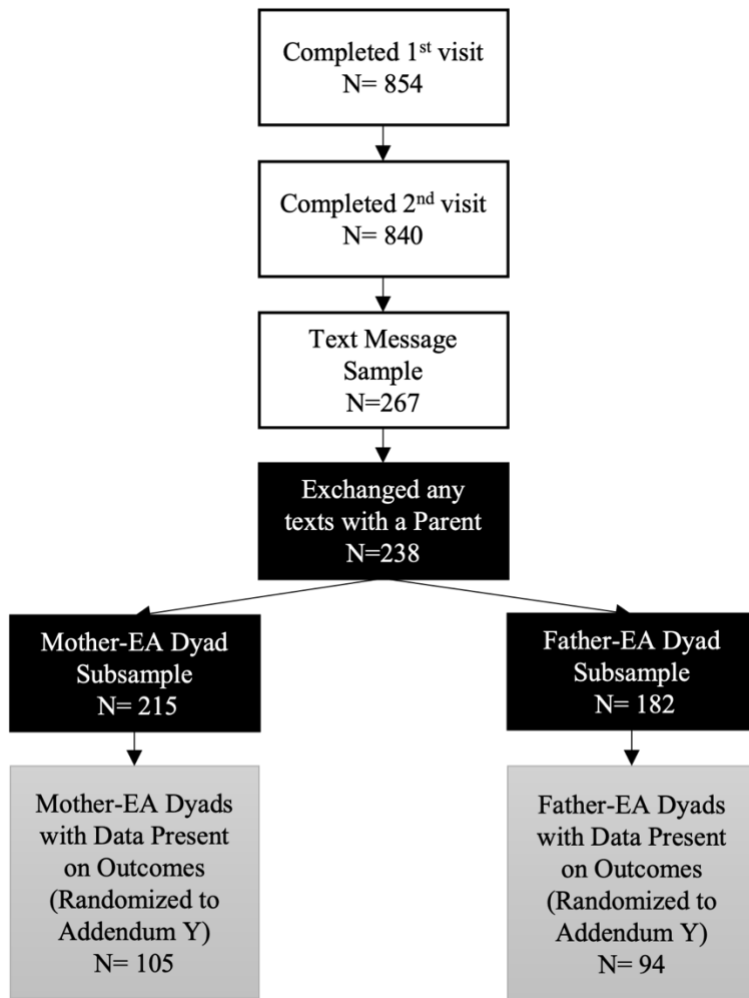 Completed 1st visit
N= 854
Completed 2nd visit
N= 840
Text Message
Sample
N=267
Exchanged any
texts with a Parent
N=238
Mother-EA Dyad
Subsample
N= 215
Father-EA Dyad
Subsample
N= 182
Mother-EA Dyads
with Data Present
on Outcomes
(Randomized to
Addendum Y)
N= 105
Father-EA Dyads
with Data Present
on Outcomes
(Randomized to
Addendum Y)
N= 94